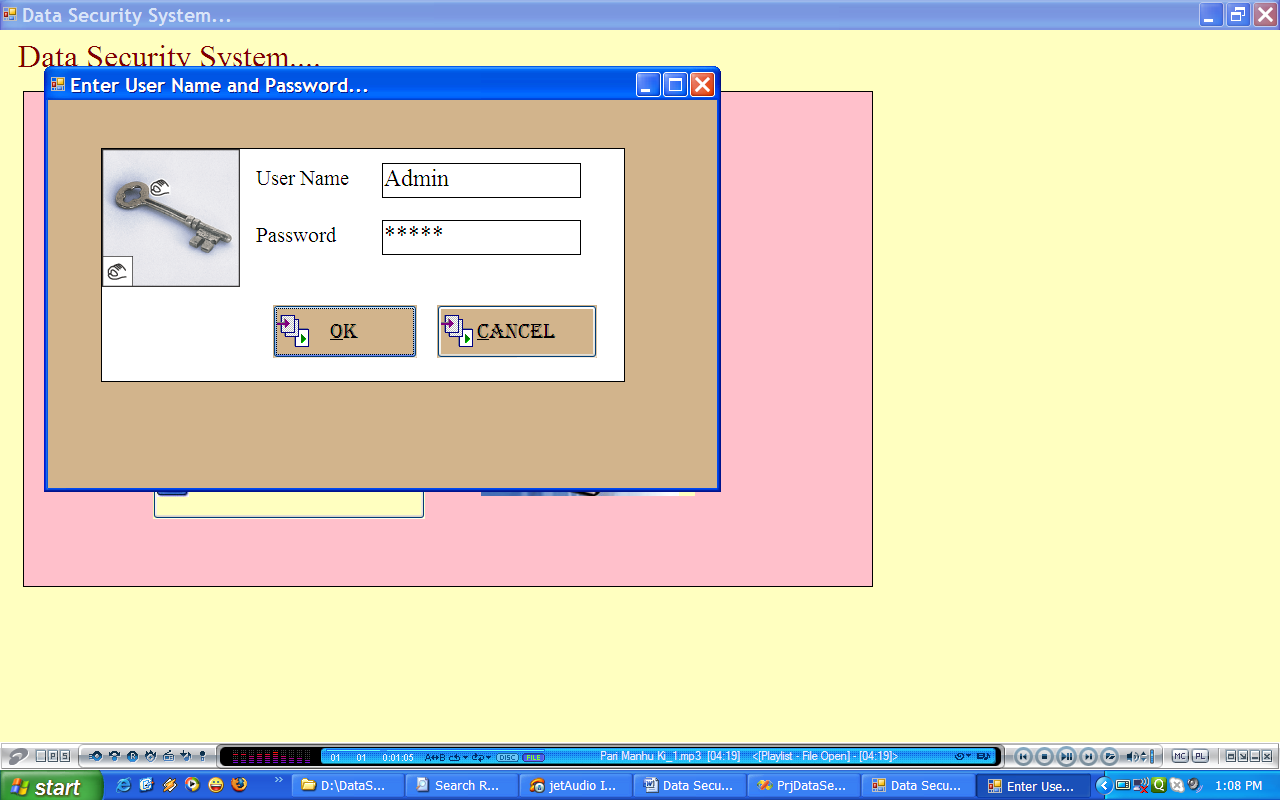 Data Security System...
Data Security System....
Enter User Name and Password...
User Name Admin
Password *****
OK CANCEL
01 01 0:01:05 A↔B DISC FILE Pari Manhu Ki_1.mp3 [04:19] <[Playlist - File Open] - [04:19]>
MC PL
start D:\DataS... Search R... jetAudio I... Data Secu... PrjDataSe... Data Secu... Enter Use... 1:08 PM